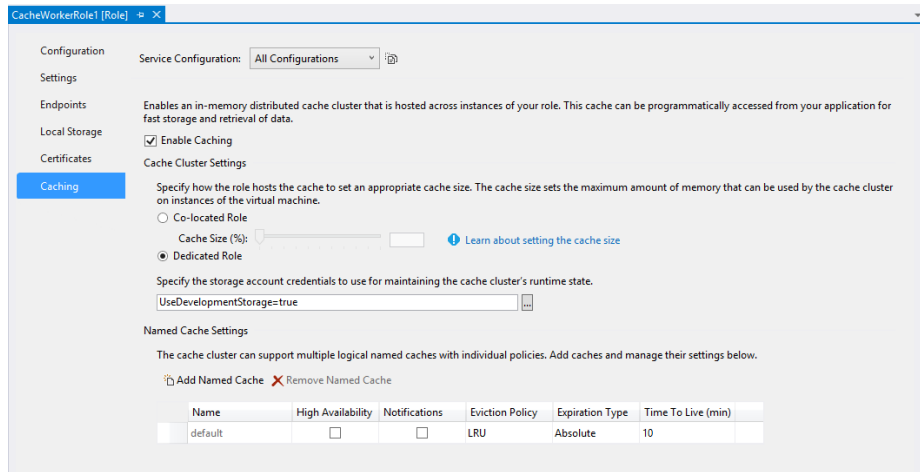 CacheWorkerRole1 [Role]
Configuration
Settings
Endpoints
Local Storage
Certificates
Caching
Service Configuration: All Configurations
Enables an in-memory distributed cache cluster that is hosted across instances of your role. This cache can be programmatically accessed from your application for
fast storage and retrieval of data.
Enable Caching
Cache Cluster Settings
Specify how the role hosts the cache to set an appropriate cache size. The cache size sets the maximum amount of memory that can be used by the cache cluster
on instances of the virtual machine.
Co-located Role
Cache Size (%): Learn about setting the cache size
Dedicated Role
Specify the storage account credentials to use for maintaining the cache cluster's runtime state.
UseDevelopmentStorage=true ...
Named Cache Settings
The cache cluster can support multiple logical named caches with individual policies. Add caches and manage their settings below.
Add Named Cache Remove Named Cache
Name High Availability Notifications Eviction Policy Expiration Type Time To Live (min)
default LRU Absolute 10